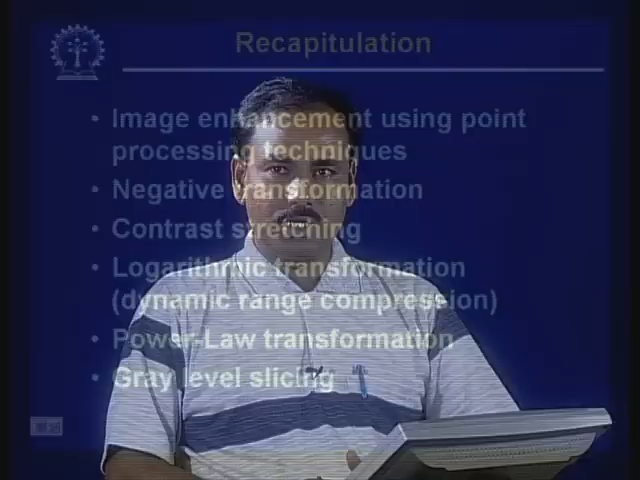 Recapitulation
• Image enhancement using point
processing techniques
• Negative transformation
• Contrast stretching
• Logarithmic transformation
(dynamic range compression)
• Power-Law transformation
• Gray level slicing